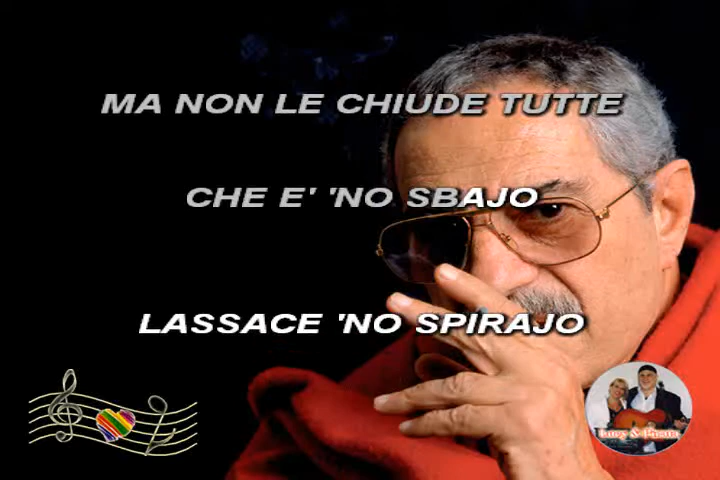 MA NON LE CHIUDE TUTTE
CHE E' 'NO SBAJO
LASSACE 'NO SPIRAJO